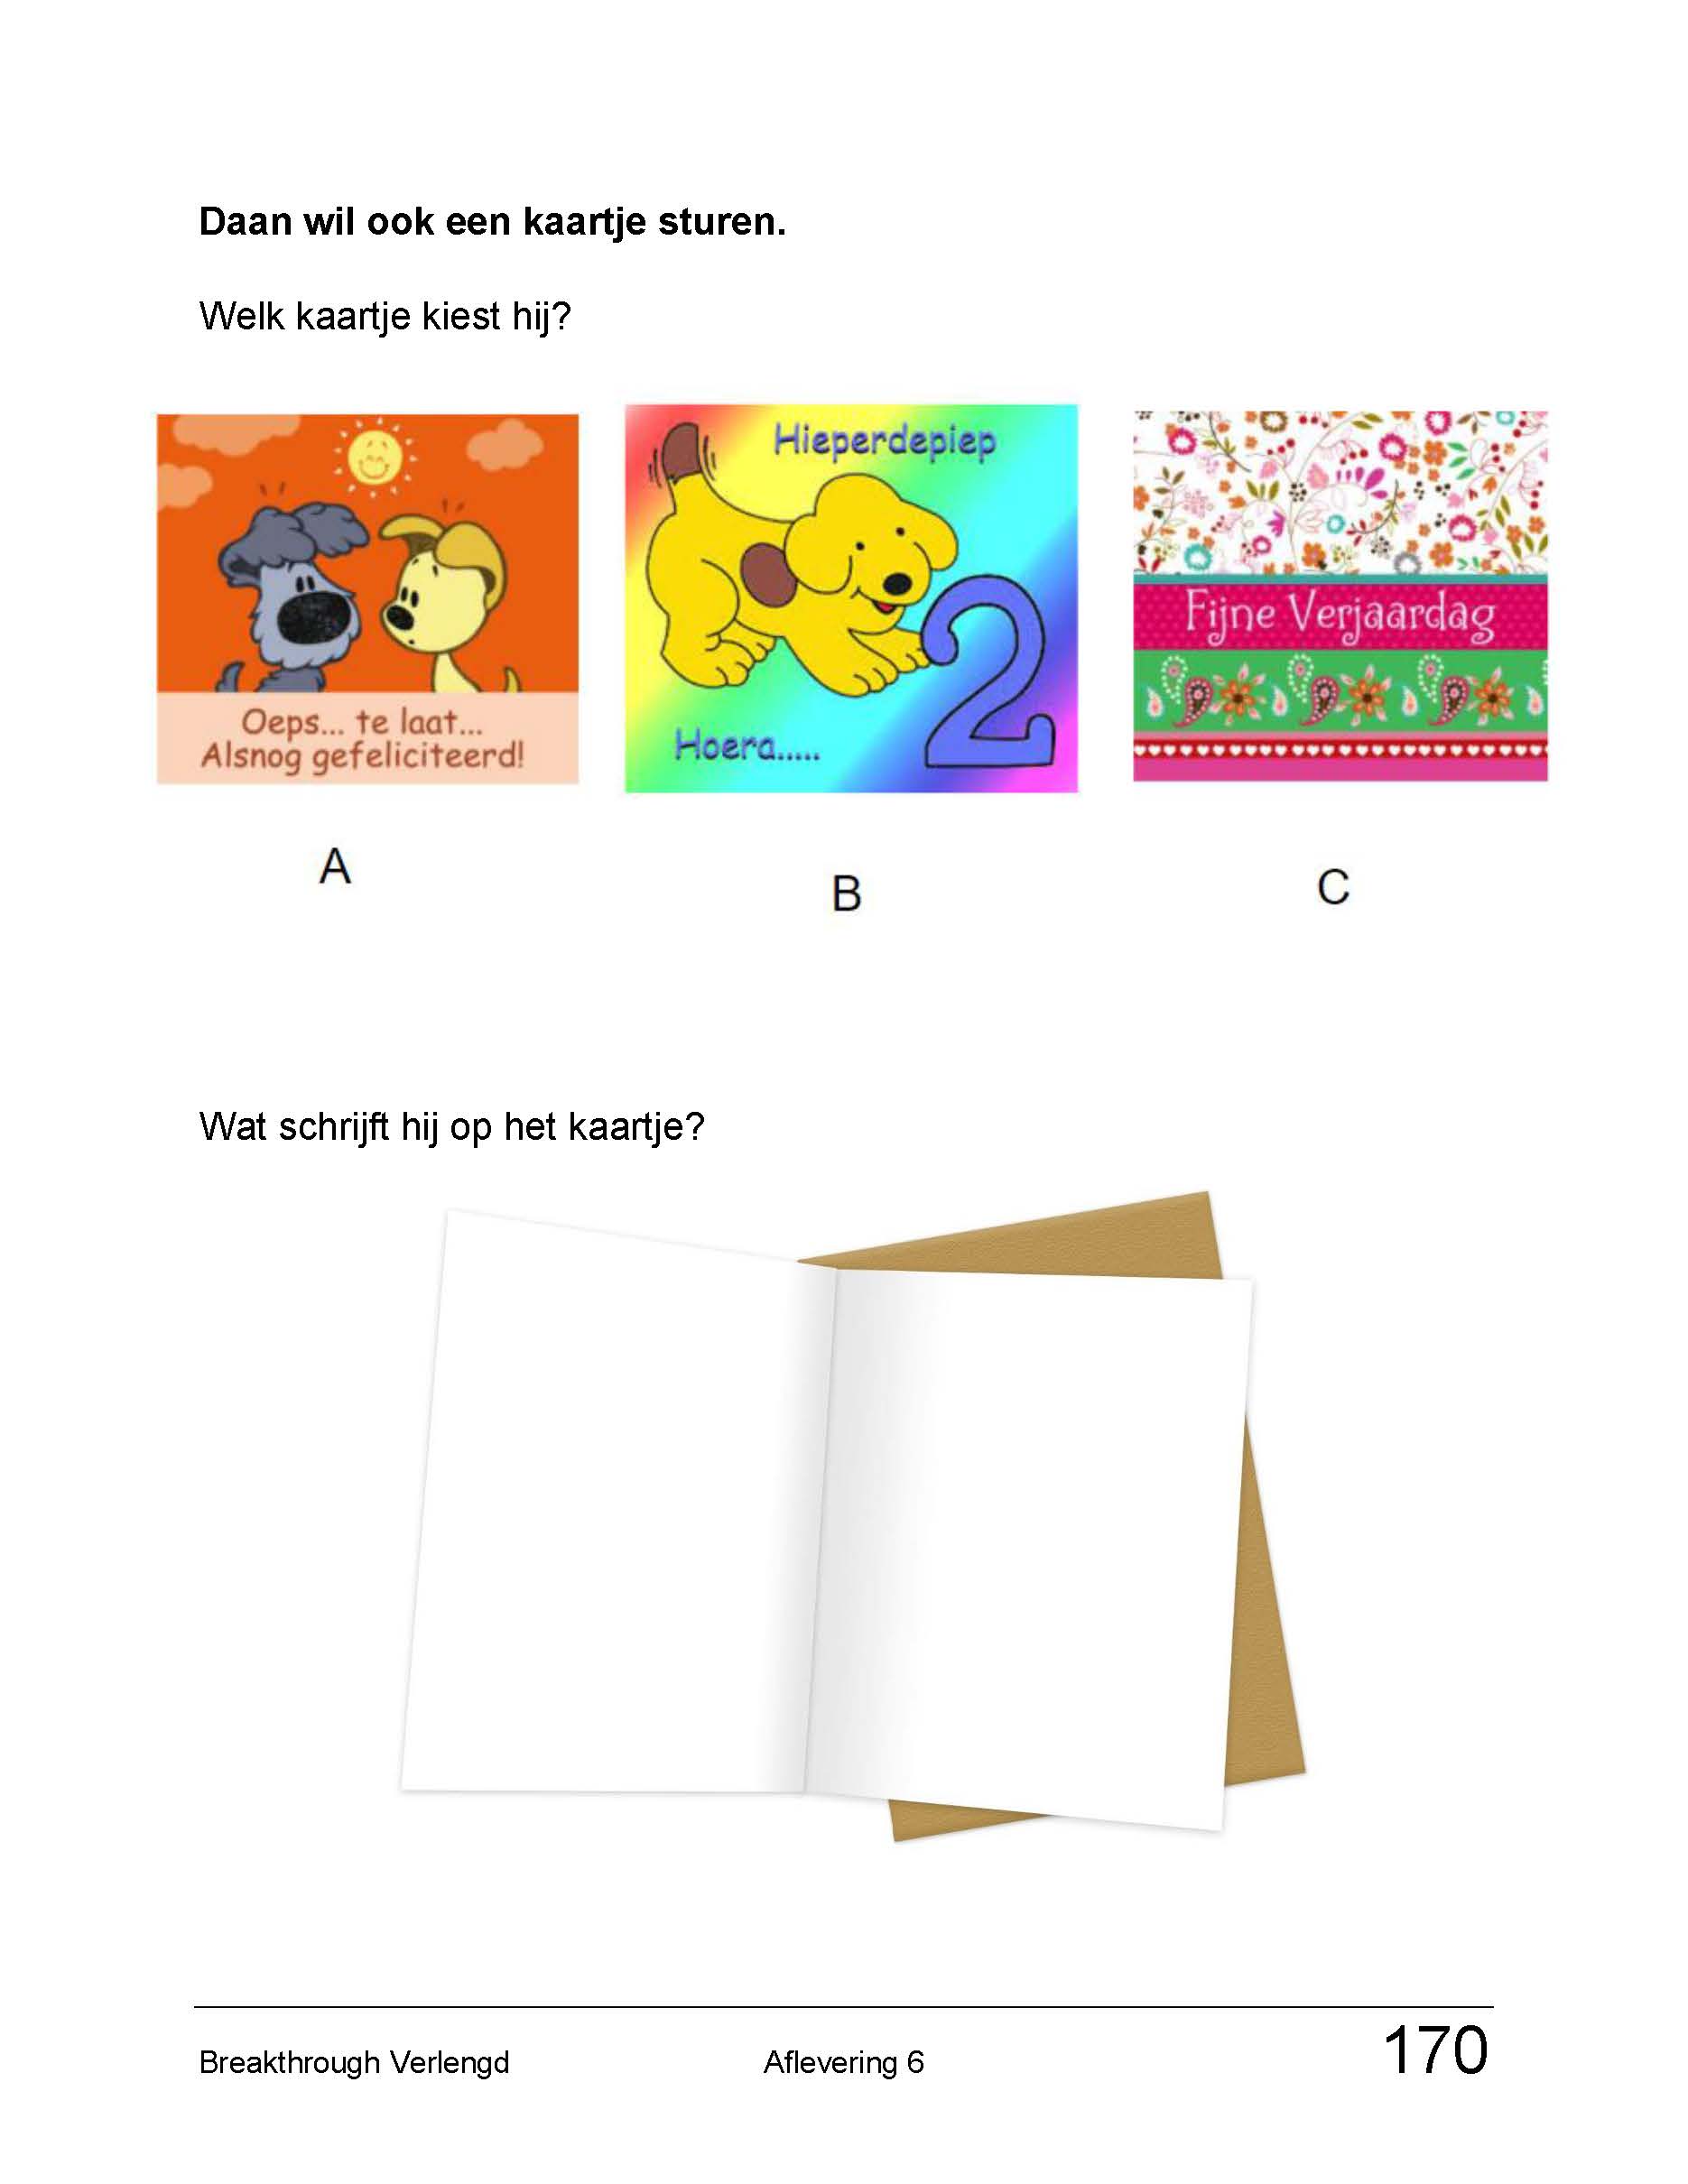 Daan wil ook een kaartje sturen.
Welk kaartje kiest hij?
Oeps... te laat...
Alsnog gefeliciteerd!
A
Hieperdepiep
2
Hoera.....
B
Fijne Verjaardag
C
Wat schrijft hij op het kaartje?
Breakthrough Verlengd Aflevering 6 170